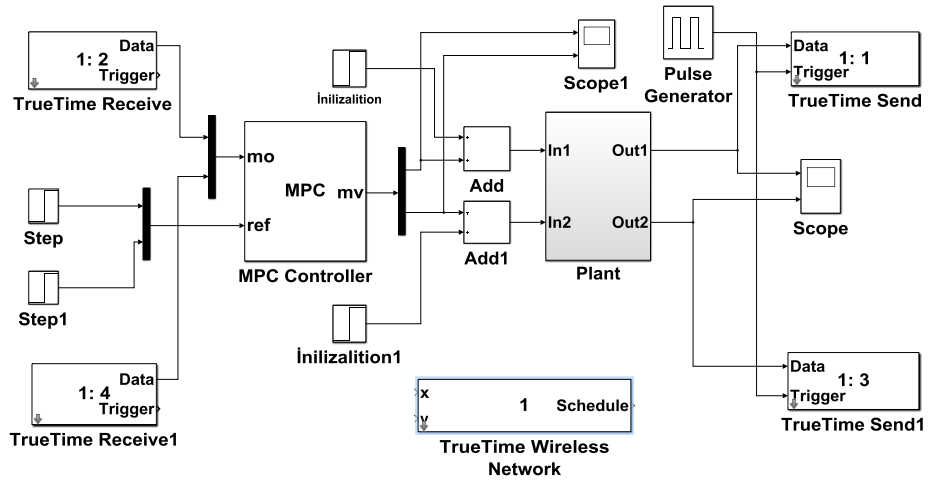 Data
1: 2
Trigger
TrueTime Receive
Step
Step1
Data
1: 4
Trigger
TrueTime Receive1
mo
MPC
mv
ref
MPC Controller
İnilizalition
Scope1
Add
Add1
İnilizalition1
In1
Out1
In2
Out2
Plant
Pulse
Generator
Data
1: 1
Trigger
TrueTime Send
Scope
Data
1: 3
Trigger
TrueTime Send1
x
1
Schedule
y
TrueTime Wireless
Network